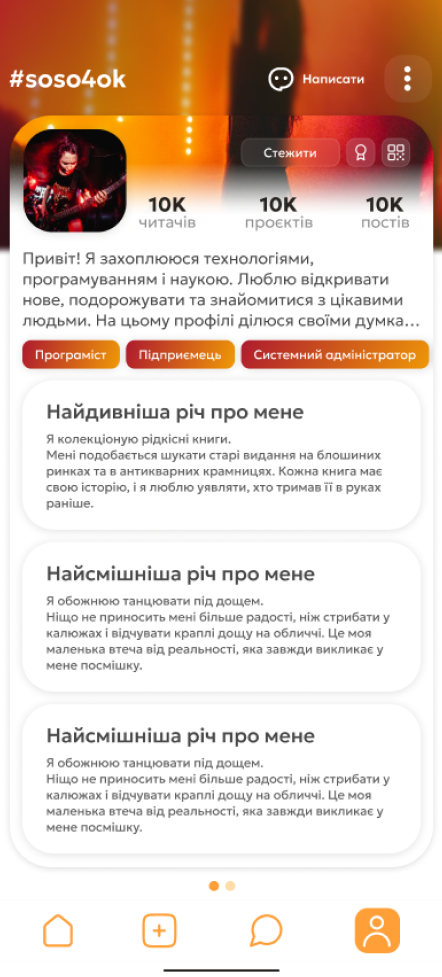 #soso4ok
Написати
Стежити
10K
10K
10K
читачів
проєктів
постів
Привіт! Я захоплююся технологіями,
програмуванням і наукою. Люблю відкривати
нове, подорожувати та знайомитися з цікавими
людьми. На цьому профілі ділюся своїми думка...
Програміст
Підприємець
Системний адміністратор
Найдивніша річ про мене
Я колекціоную рідкісні книги.
Мені подобається шукати старі видання на блошиних
ринках та в антикварних крамницях. Кожна книга має
свою історію, і я люблю уявляти, хто тримав її в руках
раніше.
Найсмішніша річ про мене
Я обожнюю танцювати під дощем.
Ніщо не приносить мені більше радості, ніж стрибати у
калюжах і відчувати краплі дощу на обличчі. Це моя
маленька втеча від реальності, яка завжди викликає у
мене посмішку.
Найсмішніша річ про мене
Я обожнюю танцювати під дощем.
Ніщо не приносить мені більше радості, ніж стрибати у
калюжах і відчувати краплі дощу на обличчі. Це моя
маленька втеча від реальності, яка завжди викликає у
мене посмішку.